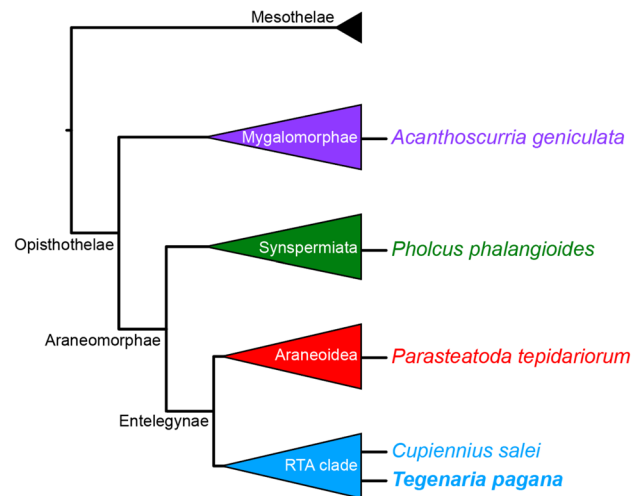 Mesothelae
Mygalomorphae
Acanthoscurria geniculata
Opisthothelae
Synspermiata
Pholcus phalangioides
Araneomorphae
Araneoidea
Parasteatoda tepidariorum
Entelegynae
RTA clade
Cupiennius salei
Tegenaria pagana